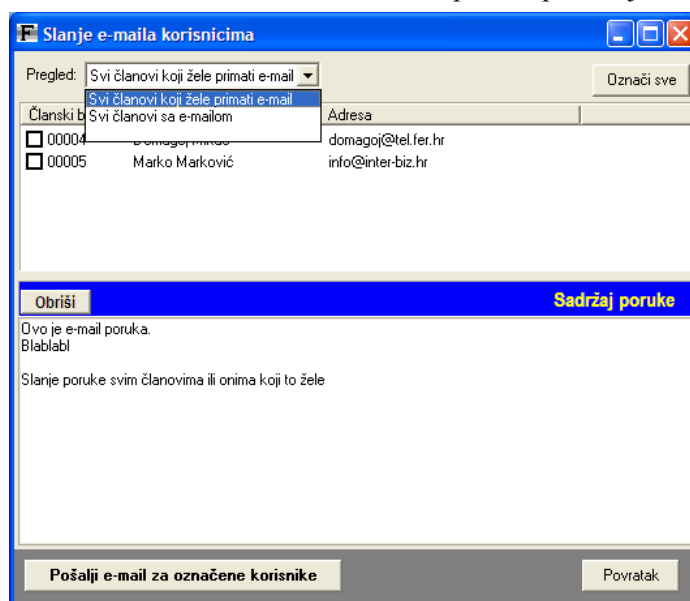 F Slanje e-maila korisnicima
Pregled: Svi članovi koji žele primati e-mail Označi sve
Svi članovi koji žele primati e-mail
Svi članovi sa e-mailom
Članski b Adresa
00004 domagoj@tel.fer.hr
00005 Marko Marković info@inter-biz.hr
Obriši Sadržaj poruke
Ovo je e-mail poruka.
Blablabl
Slanje poruke svim članovima ili onima koji to žele
Pošalji e-mail za označene korisnike Povratak